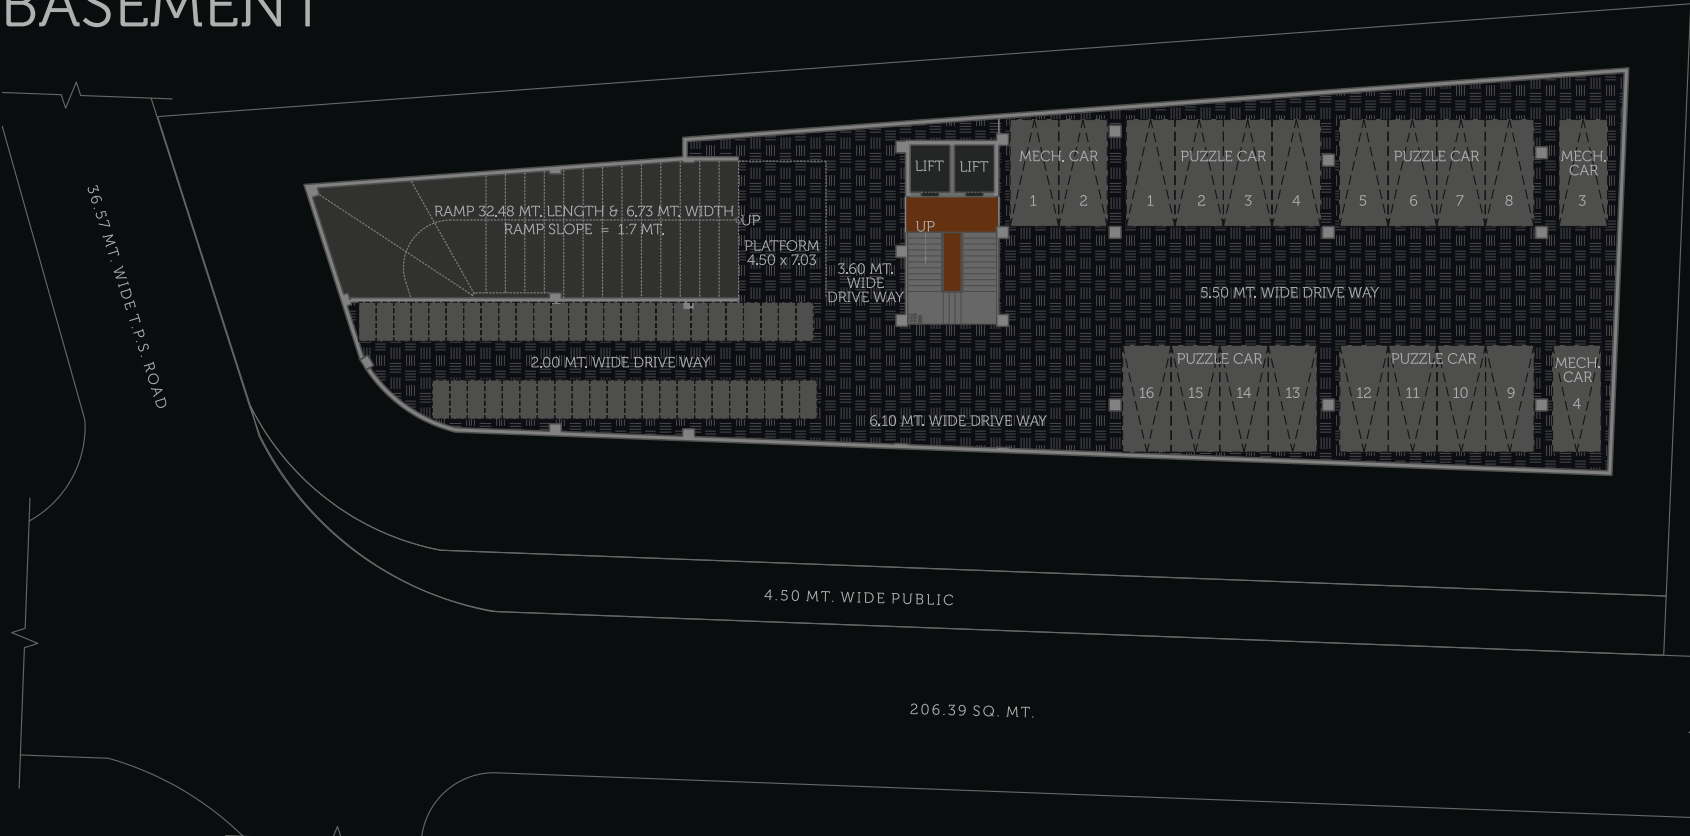 BASEMENT
36.57 MT. WIDE T.P.S. ROAD
RAMP 32.48 MT. LENGTH & 6.73 MT. WIDTH
RAMP SLOPE = 1:7 MT.
UP
PLATFORM
4.50 x 7.03
3.60 MT.
WIDE
DRIVE WAY
LIFT LIFT
UP
MECH. CAR
1 2
PUZZLE CAR
1 2 3 4
PUZZLE CAR
5 6 7 8
MECH.
CAR
3
5.50 MT. WIDE DRIVE WAY
2.00 MT. WIDE DRIVE WAY
6.10 MT. WIDE DRIVE WAY
PUZZLE CAR
16 15 14 13
PUZZLE CAR
12 11 10 9
MECH.
CAR
4
4.50 MT. WIDE PUBLIC
206.39 SQ. MT.